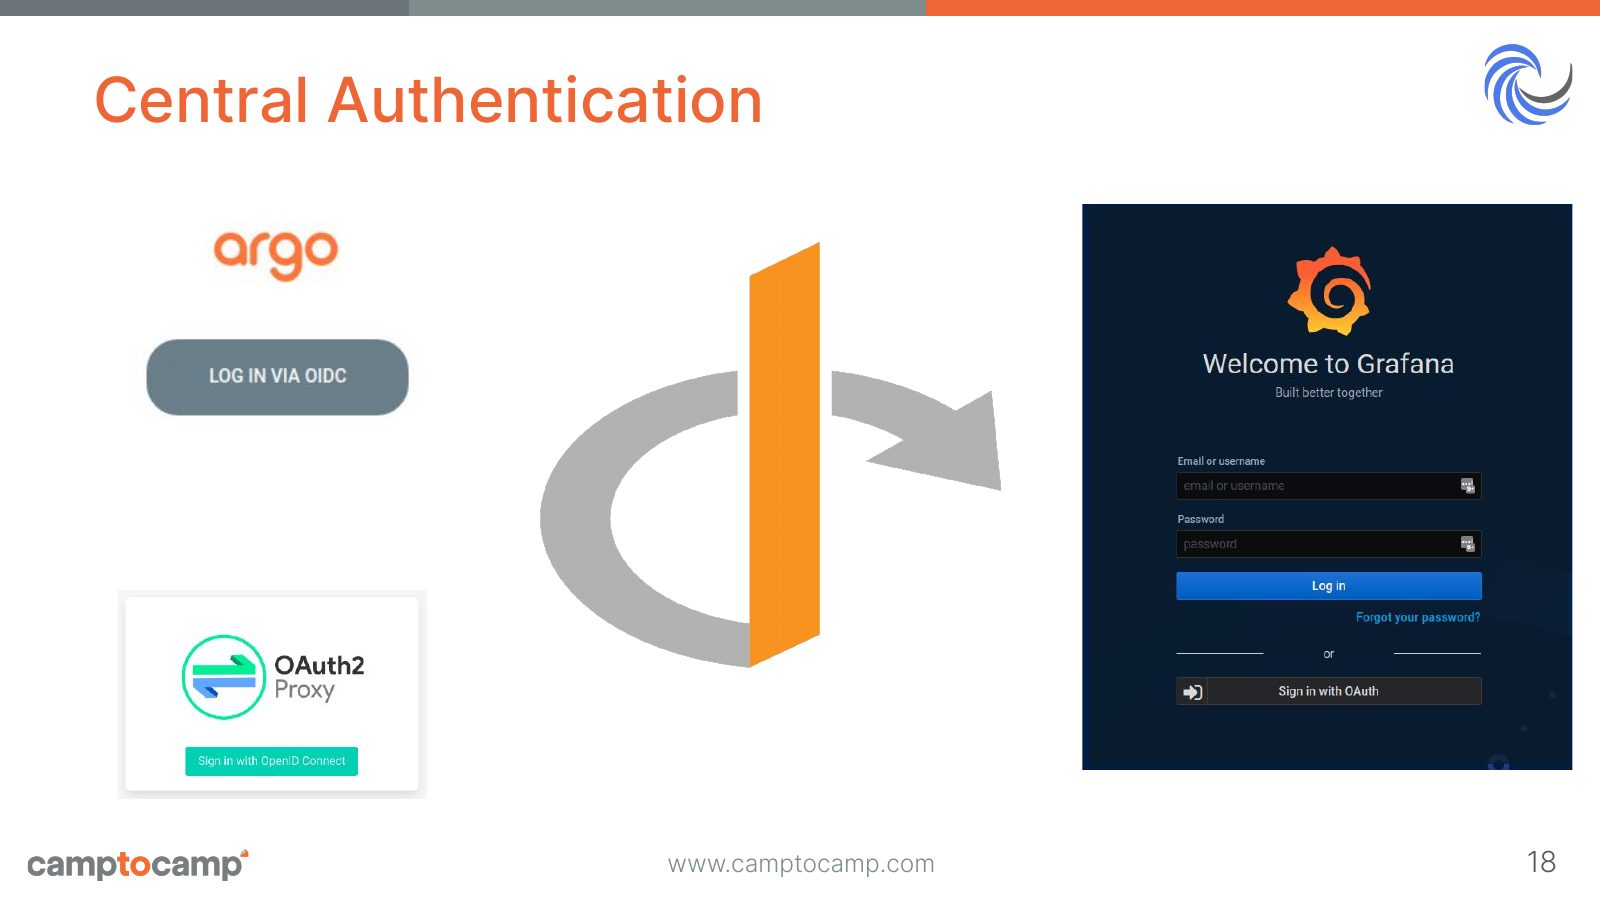 Central Authentication
argo
LOG IN VIA OIDC
OAuth2
Proxy
Sign in with OpenID Connect
Welcome to Grafana
Built better together
Email or username
email or username
Password
password
Log in
Forgot your password?
or
Sign in with OAuth
camptocamp
www.camptocamp.com
18